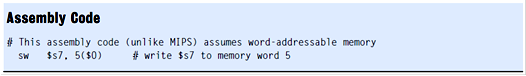 Assembly Code
# This assembly code (unlike MIPS) assumes word-addressable memory
sw $s7, 5($0) # write $s7 to memory word 5